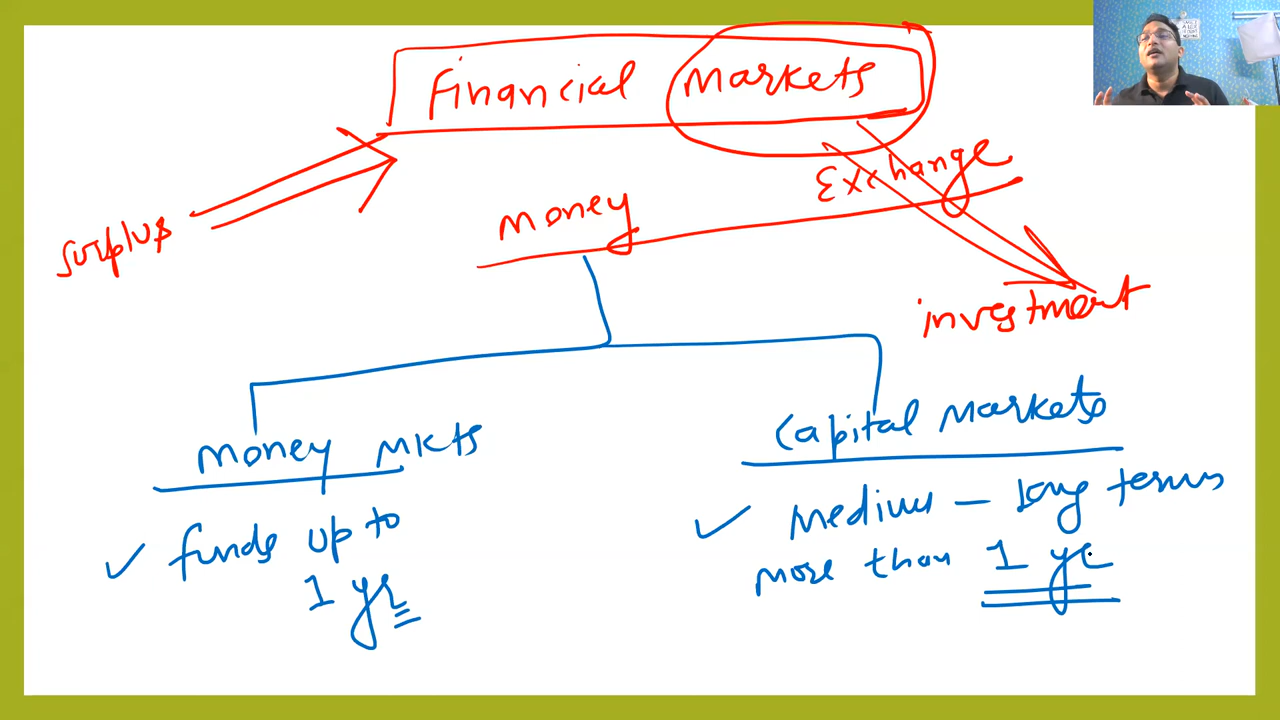 Financial Markets
Exchange
Money
Surplus
investment
Money Mkts
Capital Markets
funds up to
1 yr
Medium – Long terms
more than 1 yr